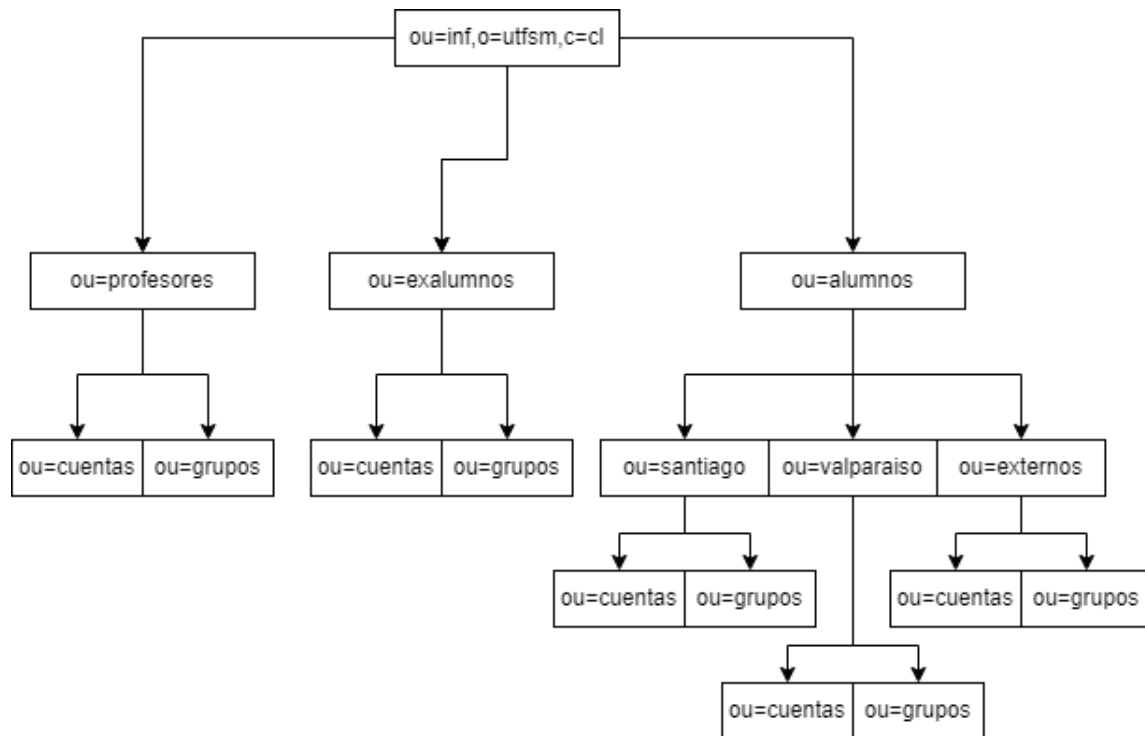 ou=inf,o=utfsm,c=cl
ou=profesores
ou=exalumnos
ou=alumnos
ou=cuentas
ou=grupos
ou=cuentas
ou=grupos
ou=santiago
ou=valparaiso
ou=externos
ou=cuentas
ou=grupos
ou=cuentas
ou=grupos
ou=cuentas
ou=grupos